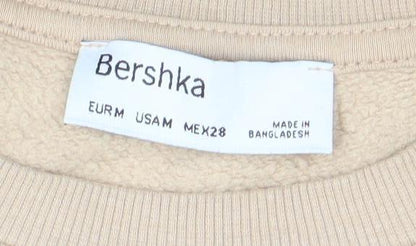 Bershka
EUR M USA M MEX 28
MADE IN
BANGLADESH